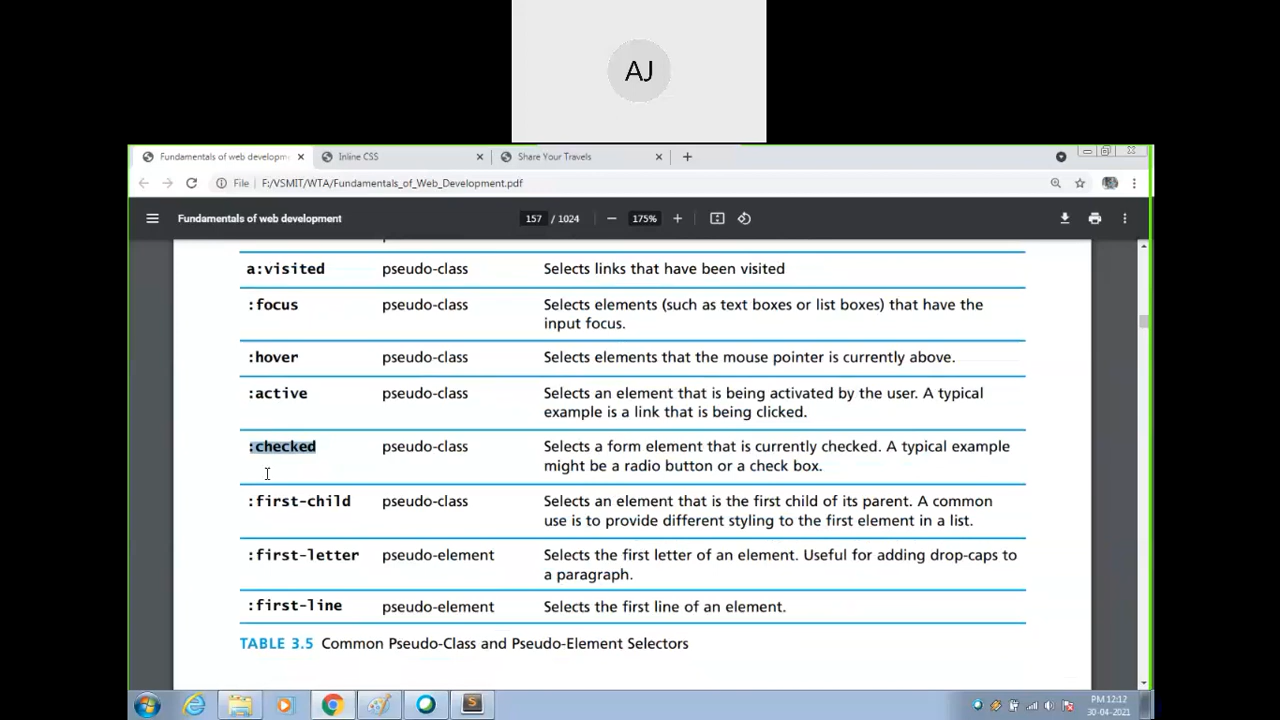 AJ
Fundamentals of web developm
Inline CSS
Share Your Travels
File F:/VSMIT/WTA/Fundamentals_of_Web_Development.pdf
Fundamentals of web development
157 / 1024
175%
a:visited pseudo-class Selects links that have been visited
:focus pseudo-class Selects elements (such as text boxes or list boxes) that have the
input focus.
:hover pseudo-class Selects elements that the mouse pointer is currently above.
:active pseudo-class Selects an element that is being activated by the user. A typical
example is a link that is being clicked.
:checked pseudo-class Selects a form element that is currently checked. A typical example
might be a radio button or a check box.
:first-child pseudo-class Selects an element that is the first child of its parent. A common
use is to provide different styling to the first element in a list.
:first-letter pseudo-element Selects the first letter of an element. Useful for adding drop-caps to
a paragraph.
:first-line pseudo-element Selects the first line of an element.
TABLE 3.5 Common Pseudo-Class and Pseudo-Element Selectors
PM 12:12
30-04-2021